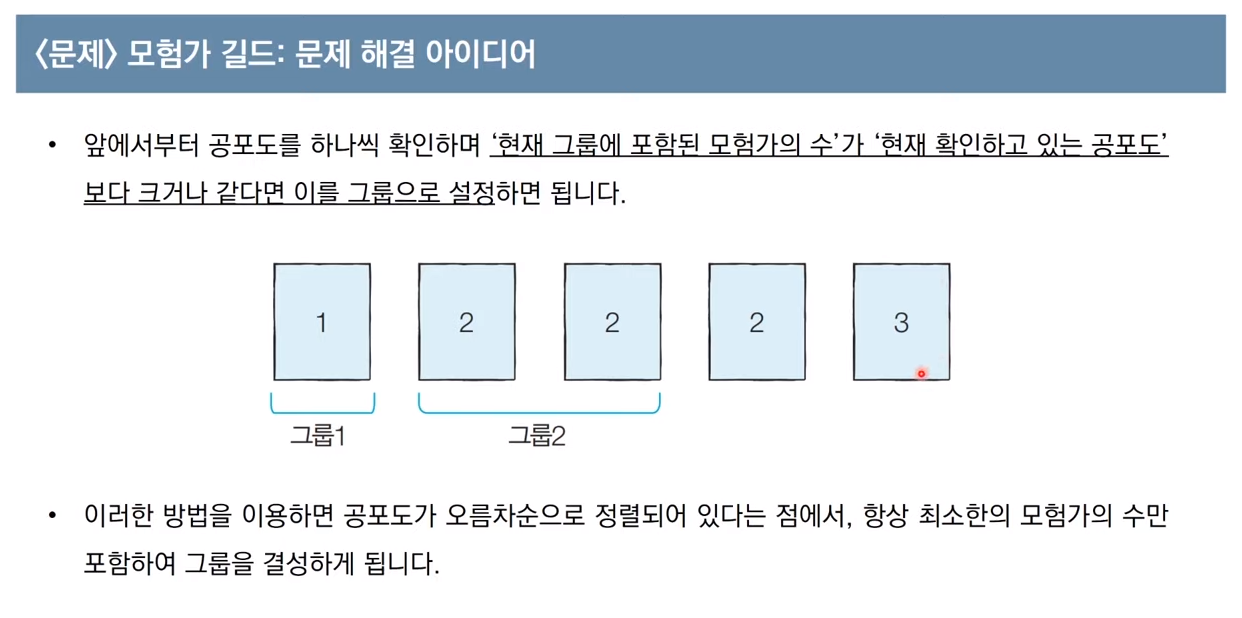 <문제> 모험가 길드: 문제 해결 아이디어
• 앞에서부터 공포도를 하나씩 확인하며 ‘현재 그룹에 포함된 모험가의 수’가 ‘현재 확인하고 있는 공포도’
보다 크거나 같다면 이를 그룹으로 설정하면 됩니다.
1 2 2 2 3
그룹1 그룹2
• 이러한 방법을 이용하면 공포도가 오름차순으로 정렬되어 있다는 점에서, 항상 최소한의 모험가의 수만
포함하여 그룹을 결성하게 됩니다.